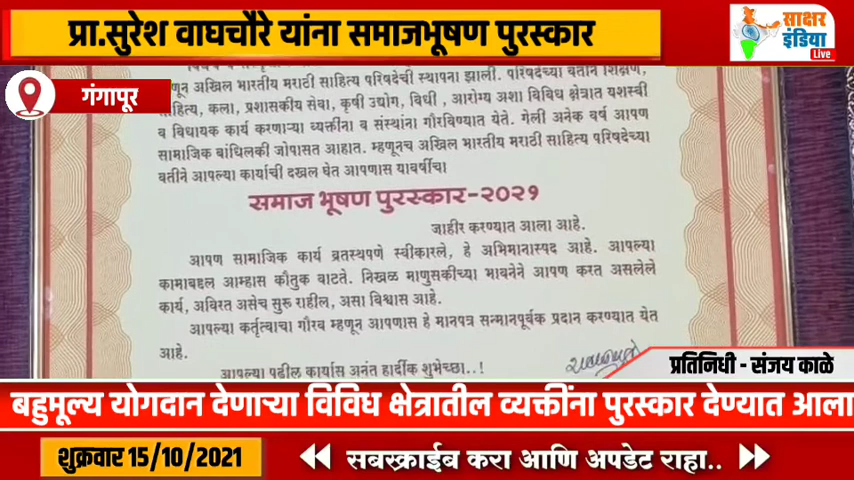 प्रा.सुरेश वाघचौरे यांना समाजभूषण पुरस्कार
साक्षर
इंडिया
Live
गंगापूर
अखिल भारतीय मराठी साहित्य परिषदेची स्थापना झाली. परिषदेच्या वतीने शिक्षण,
साहित्य, कला, प्रशासकीय सेवा, कृषी उद्योग, विधी , आरोग्य अशा विविध क्षेत्रात यशस्वी
व विधायक कार्य करणाऱ्या व्यक्तींना व संस्थांना गौरविण्यात येते. गेली अनेक वर्ष आपण
सामाजिक बांधिलकी जोपासत आहात. म्हणूनच अखिल भारतीय मराठी साहित्य परिषदेच्या
वतीने आपल्या कार्याची दखल घेत आपणास यावर्षीचा
समाज भूषण पुरस्कार-२०२१
जाहीर करण्यात आला आहे.
आपण सामाजिक कार्य व्रतस्थपणे स्वीकारले, हे अभिमानास्पद आहे. आपल्या
कामाबद्दल आम्हास कौतुक वाटते. निखळ माणुसकीच्या भावनेने आपण करत असलेले
कार्य, अविरत असेच सुरू राहील, असा विश्वास आहे.
आपल्या कर्तृत्वाचा गौरव म्हणून आपणास हे मानपत्र सन्मानपूर्वक प्रदान करण्यात येत
आहे.
आपल्या पुढील कार्यास अनंत हार्दीक शुभेच्छा..!
प्रतिनिधी - संजय काळे
बहुमूल्य योगदान देणाऱ्या विविध क्षेत्रातील व्यक्तींना पुरस्कार देण्यात आला
शुक्रवार 15/10/2021
सबस्क्राईब करा आणि अपडेट राहा..